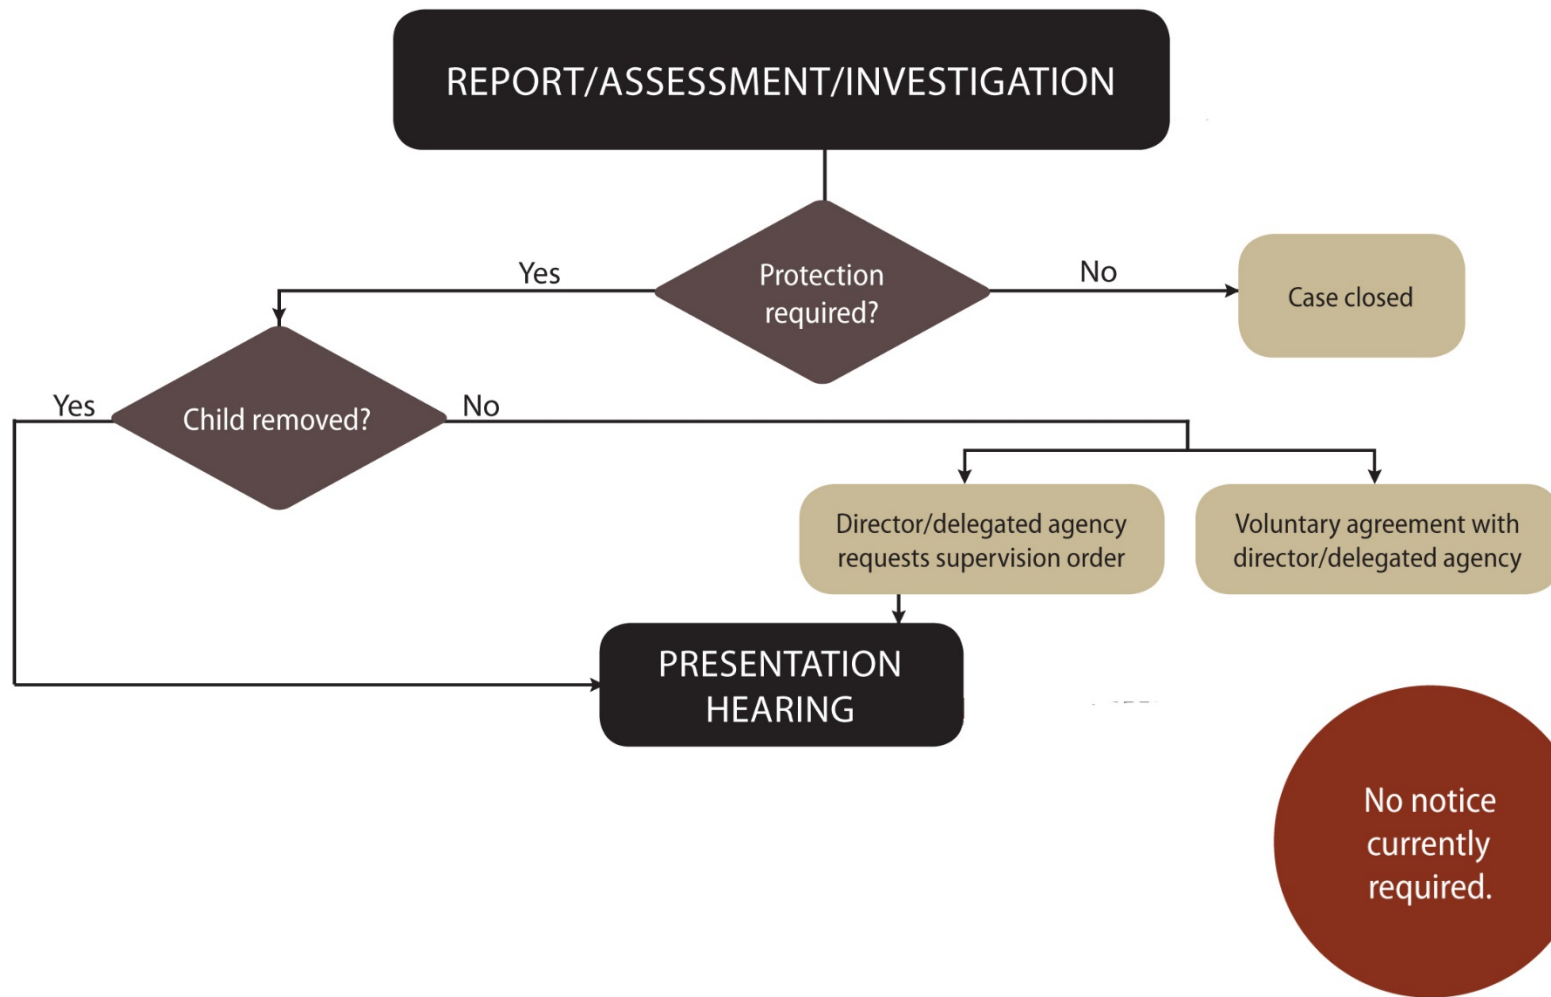 REPORT/ASSESSMENT/INVESTIGATION
Protection
required?
Yes
No
Case closed
Child removed?
Yes
No
Director/delegated agency
requests supervision order
Voluntary agreement with
director/delegated agency
PRESENTATION
HEARING
No notice
currently
required.